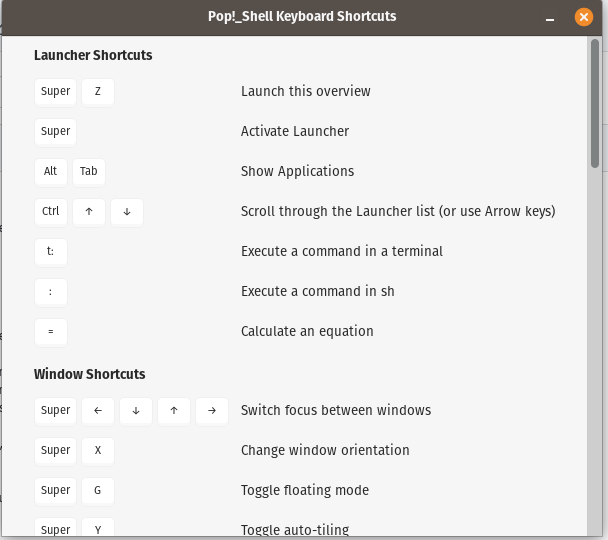 Pop!_Shell Keyboard Shortcuts
Launcher Shortcuts
Super Z Launch this overview
Super Activate Launcher
Alt Tab Show Applications
Ctrl ↑ ↓ Scroll through the Launcher list (or use Arrow keys)
t: Execute a command in a terminal
: Execute a command in sh
= Calculate an equation
Window Shortcuts
Super ← ↓ ↑ → Switch focus between windows
Super X Change window orientation
Super G Toggle floating mode
Super Y Toggle auto-tiling